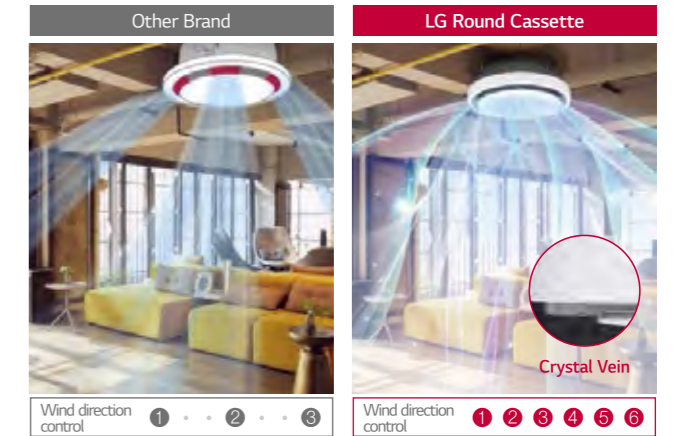 Other Brand
LG Round Cassette
Crystal Vein
Wind direction
control
1 · · 2 · · 3
Wind direction
control
1 2 3 4 5 6